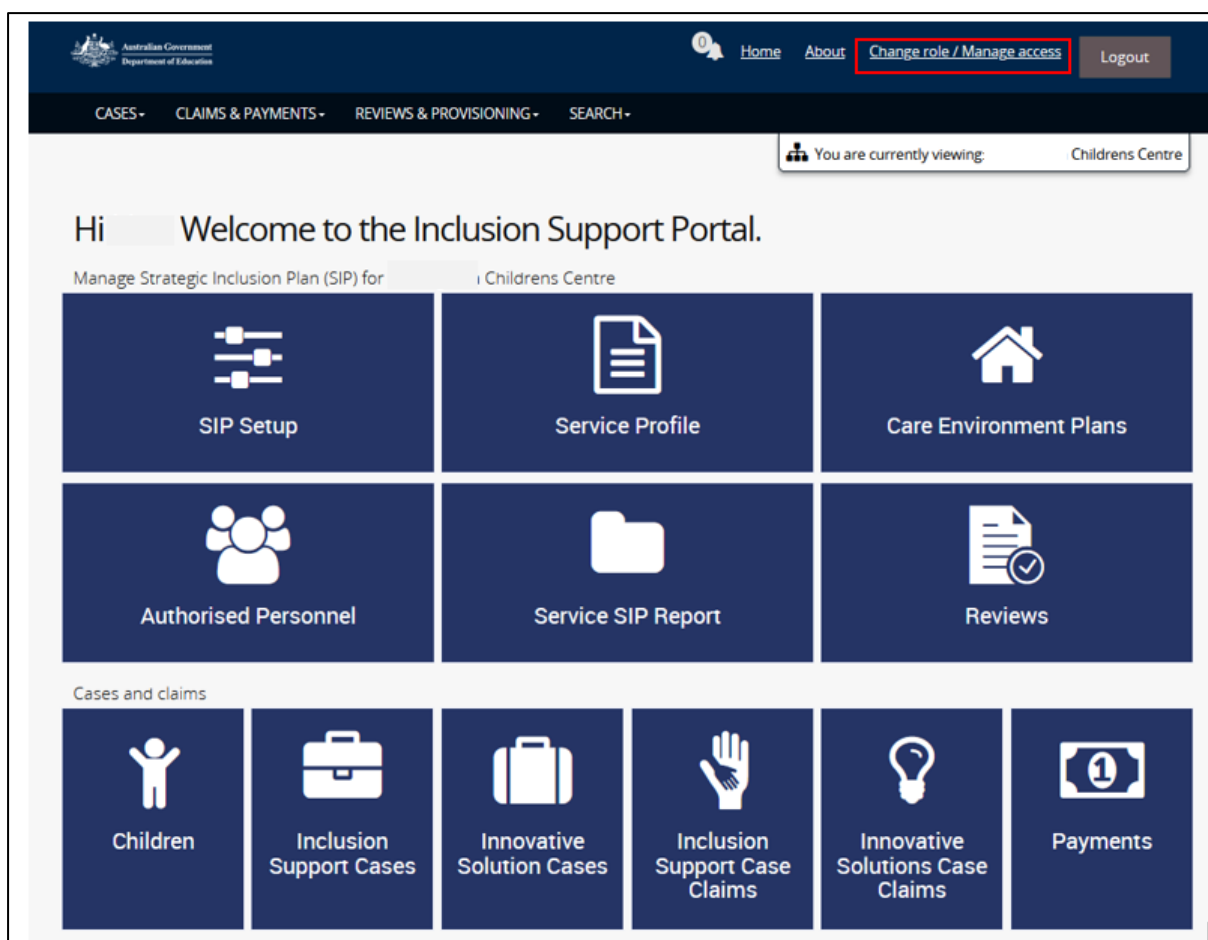 Australian Government
Department of Education
0
Home About Change role / Manage access Logout
CASES CLAIMS & PAYMENTS REVIEWS & PROVISIONING SEARCH
You are currently viewing: Childrens Centre
Hi Welcome to the Inclusion Support Portal.
Manage Strategic Inclusion Plan (SIP) for Childrens Centre
SIP Setup
Service Profile
Care Environment Plans
Authorised Personnel
Service SIP Report
Reviews
Cases and claims
Children
Inclusion
Support Cases
Innovative
Solution Cases
Inclusion
Support Case
Claims
Innovative
Solutions Case
Claims
1
Payments